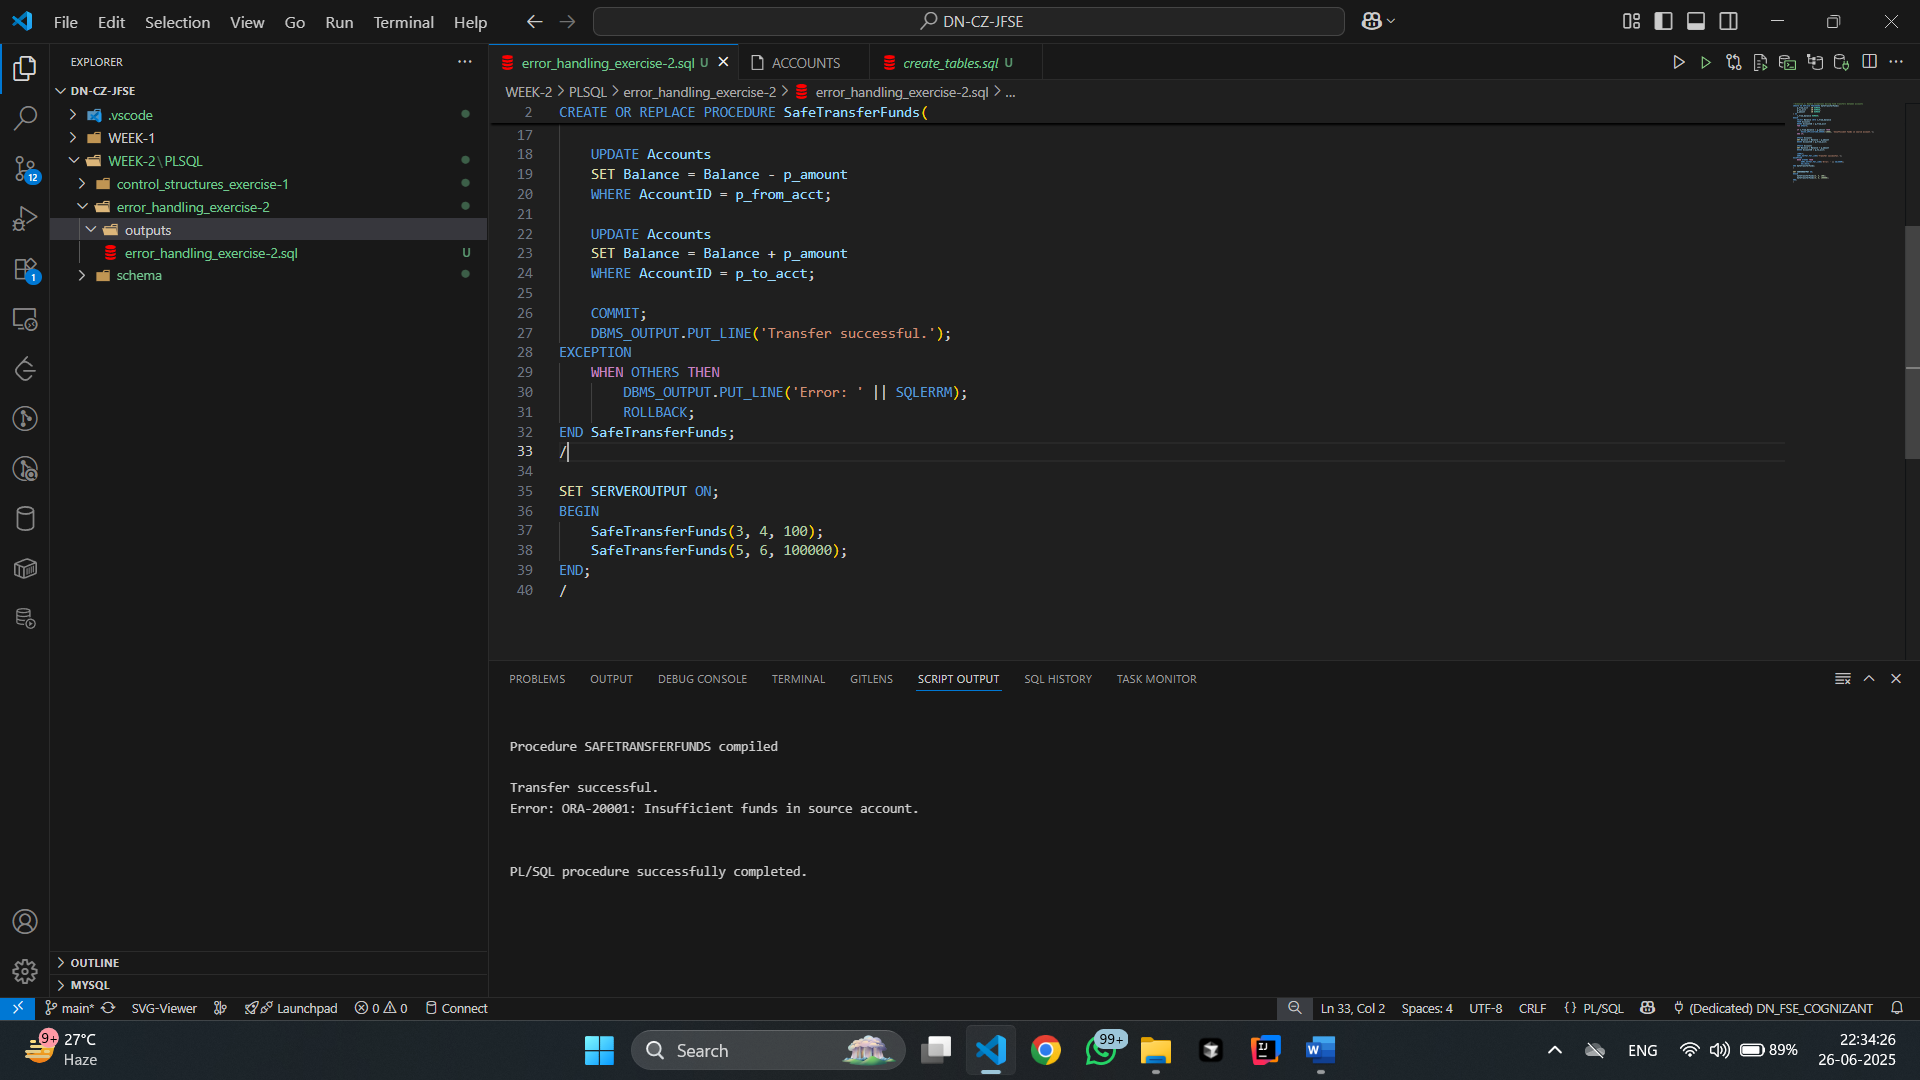 File Edit Selection View Go Run Terminal Help
DN-CZ-JFSE
EXPLORER
DN-CZ-JFSE
.vscode
WEEK-1
WEEK-2\PLSQL
control_structures_exercise-1
error_handling_exercise-2
outputs
error_handling_exercise-2.sql U
schema
OUTLINE
MYSQL
12
1
error_handling_exercise-2.sql U
ACCOUNTS
create_tables.sql U
WEEK-2 > PLSQL > error_handling_exercise-2 > error_handling_exercise-2.sql > ...
2 CREATE OR REPLACE PROCEDURE SafeTransferFunds(
17
18 UPDATE Accounts
19 SET Balance = Balance - p_amount
20 WHERE AccountID = p_from_acct;
21
22 UPDATE Accounts
23 SET Balance = Balance + p_amount
24 WHERE AccountID = p_to_acct;
25
26 COMMIT;
27 DBMS_OUTPUT.PUT_LINE('Transfer successful.');
28 EXCEPTION
29 WHEN OTHERS THEN
30 DBMS_OUTPUT.PUT_LINE('Error: ' || SQLERRM);
31 ROLLBACK;
32 END SafeTransferFunds;
33 /
34
35 SET SERVEROUTPUT ON;
36 BEGIN
37 SafeTransferFunds(3, 4, 100);
38 SafeTransferFunds(5, 6, 100000);
39 END;
40 /
PROBLEMS OUTPUT DEBUG CONSOLE TERMINAL GITLENS SCRIPT OUTPUT SQL HISTORY TASK MONITOR
Procedure SAFETRANSFERFUNDS compiled
Transfer successful.
Error: ORA-20001: Insufficient funds in source account.
PL/SQL procedure successfully completed.
main* SVG-Viewer Launchpad 0 0 Connect
Ln 33, Col 2 Spaces: 4 UTF-8 CRLF {} PL/SQL (Dedicated) DN_FSE_COGNIZANT
9+
27°C
Haze
Search
99+
ENG
89%
22:34:26
26-06-2025